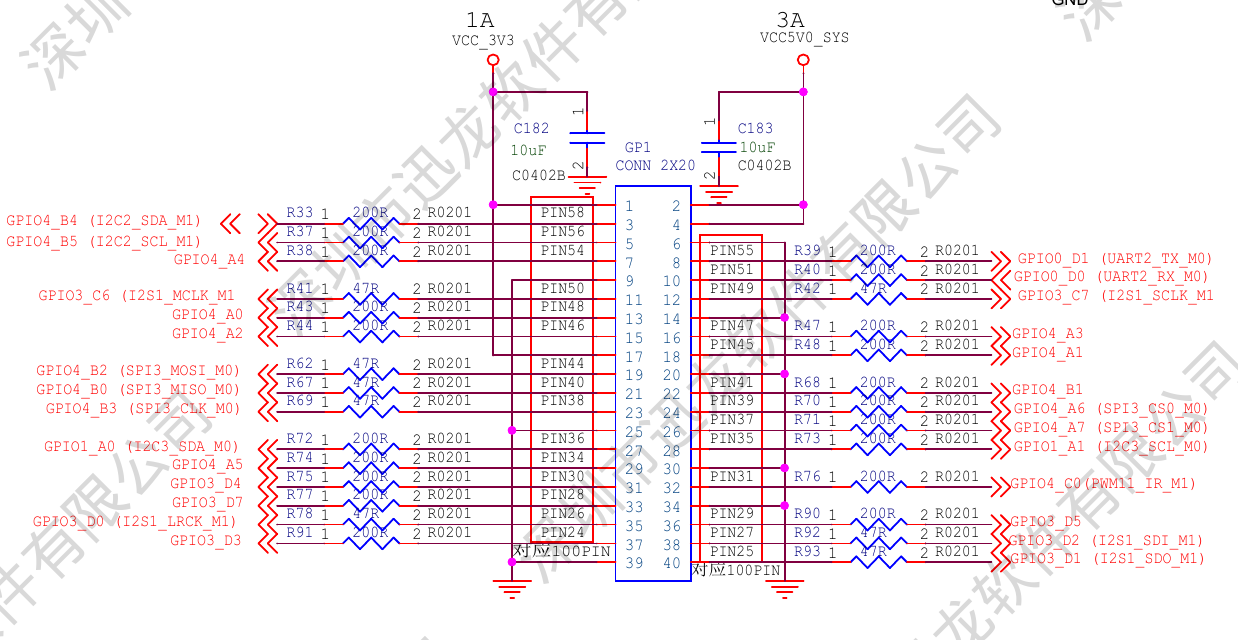 GND
1A
VCC_3V3
3A
VCC5V0_SYS
C182
1
10uF
2
C0402B
C183
1
10uF
2
C0402B
GP1
CONN 2X20
GPIO4_B4 (I2C2_SDA_M1) R33 1 200R 2 R0201 PIN58
GPIO4_B5 (I2C2_SCL_M1) R37 1 200R 2 R0201 PIN56
GPIO4_A4 R38 1 200R 2 R0201 PIN54
GPIO3_C6 (I2S1_MCLK_M1 R41 1 47R 2 R0201 PIN50
GPIO4_A0 R43 1 200R 2 R0201 PIN48
GPIO4_A2 R44 1 200R 2 R0201 PIN46
PIN44
GPIO4_B2 (SPI3_MOSI_M0) R62 1 47R 2 R0201
GPIO4_B0 (SPI3_MISO_M0) R67 1 47R 2 R0201 PIN40
GPIO4_B3 (SPI3_CLK_M0) R69 1 47R 2 R0201 PIN38
GPIO1_A0 (I2C3_SDA_M0) R72 1 200R 2 R0201 PIN36
GPIO4_A5 R74 1 200R 2 R0201 PIN34
GPIO3_D4 R75 1 200R 2 R0201 PIN30
GPIO3_D7 R77 1 200R 2 R0201 PIN28
GPIO3_D0 (I2S1_LRCK_M1) R78 1 47R 2 R0201 PIN26
GPIO3_D3 R91 1 200R 2 R0201 PIN24
对应100PIN
1 2
3 4
5 6
7 8
9 10
11 12
13 14
15 16
17 18
19 20
21 22
23 24
25 26
27 28
29 30
31 32
33 34
35 36
37 38
39 40
PIN55 R39 1 200R 2 R0201 GPIO0_D1 (UART2_TX_M0)
PIN51 R40 1 200R 2 R0201 GPIO0_D0 (UART2_RX_M0)
PIN49 R42 1 47R 2 R0201 GPIO3_C7 (I2S1_SCLK_M1
PIN47 R47 1 200R 2 R0201 GPIO4_A3
PIN45 R48 1 200R 2 R0201 GPIO4_A1
PIN41 R68 1 200R 2 R0201 GPIO4_B1
PIN39 R70 1 200R 2 R0201 GPIO4_A6 (SPI3_CS0_M0)
PIN37 R71 1 200R 2 R0201 GPIO4_A7 (SPI3_CS1_M0)
PIN35 R73 1 200R 2 R0201 GPIO1_A1 (I2C3_SCL_M0)
PIN31 R76 1 200R 2 R0201 GPIO4_C0(PWM11_IR_M1)
PIN29 R90 1 200R 2 R0201 GPIO3_D5
PIN27 R92 1 47R 2 R0201 GPIO3_D2 (I2S1_SDI_M1)
PIN25 R93 1 47R 2 R0201 GPIO3_D1 (I2S1_SDO_M1)
对应100PIN
深圳市迅龙软件有限公司